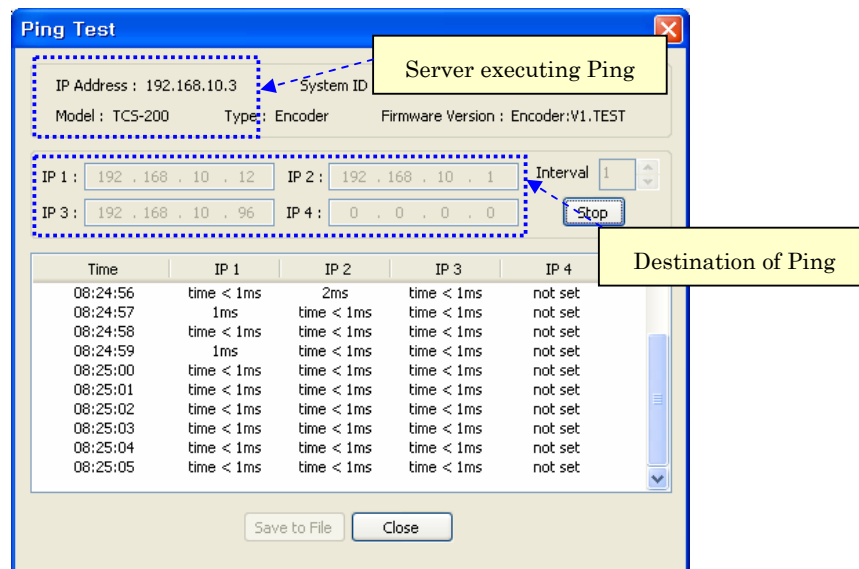 Ping Test
Server executing Ping
IP Address : 192.168.10.3 System ID
Model : TCS-200 Type : Encoder Firmware Version : Encoder:V1.TEST
IP 1 : 192 . 168 . 10 . 12 IP 2 : 192 . 168 . 10 . 1 Interval 1
IP 3 : 192 . 168 . 10 . 96 IP 4 : 0 . 0 . 0 . 0 Stop
Destination of Ping
Time IP 1 IP 2 IP 3 IP 4
08:24:56 time < 1ms 2ms time < 1ms not set
08:24:57 1ms time < 1ms time < 1ms not set
08:24:58 time < 1ms time < 1ms time < 1ms not set
08:24:59 1ms time < 1ms time < 1ms not set
08:25:00 time < 1ms time < 1ms time < 1ms not set
08:25:01 time < 1ms time < 1ms time < 1ms not set
08:25:02 time < 1ms time < 1ms time < 1ms not set
08:25:03 time < 1ms time < 1ms time < 1ms not set
08:25:04 time < 1ms time < 1ms time < 1ms not set
08:25:05 time < 1ms time < 1ms time < 1ms not set
Save to File Close